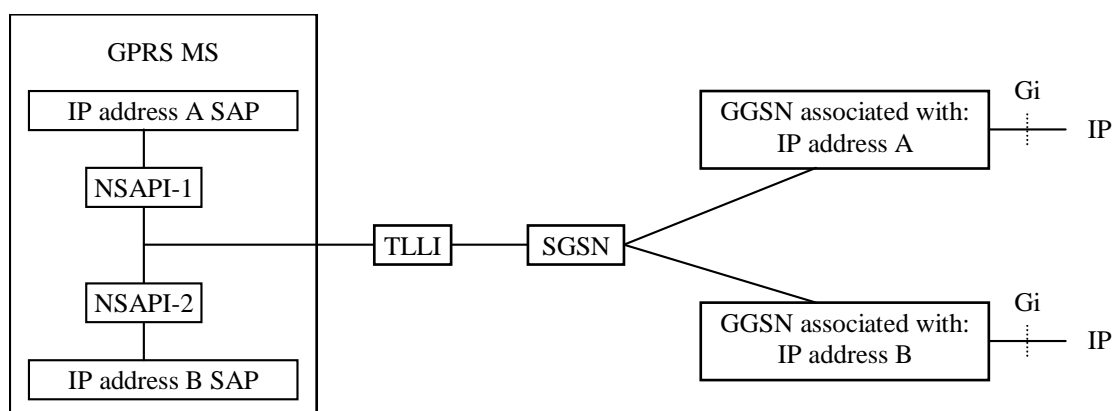 GPRS MS
IP address A SAP
NSAPI-1
NSAPI-2
IP address B SAP
TLLI
SGSN
GGSN associated with:
IP address A
Gi
IP
GGSN associated with:
IP address B
Gi
IP